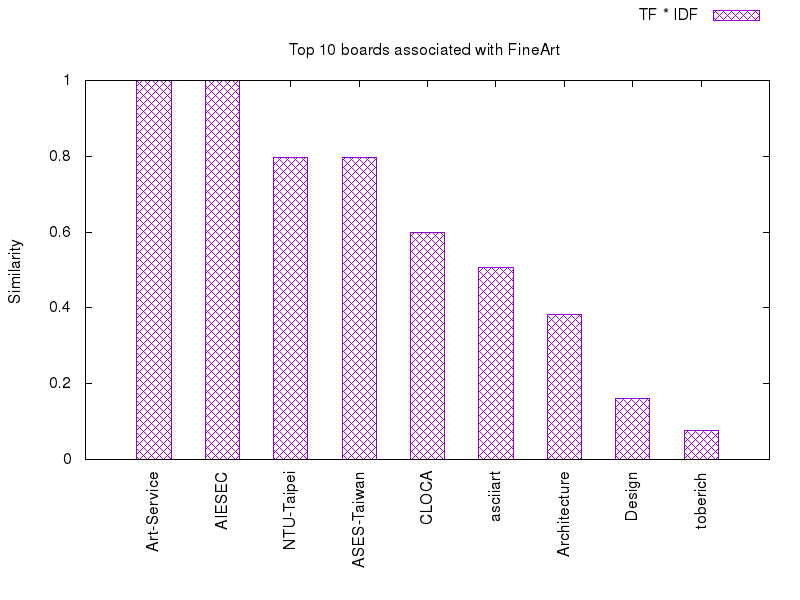 TF * IDF
Top 10 boards associated with FineArt
Similarity
1
0.8
0.6
0.4
0.2
0
Art-Service
AIESEC
NTU-Taipei
ASES-Taiwan
CLOCA
asciiart
Architecture
Design
toberich